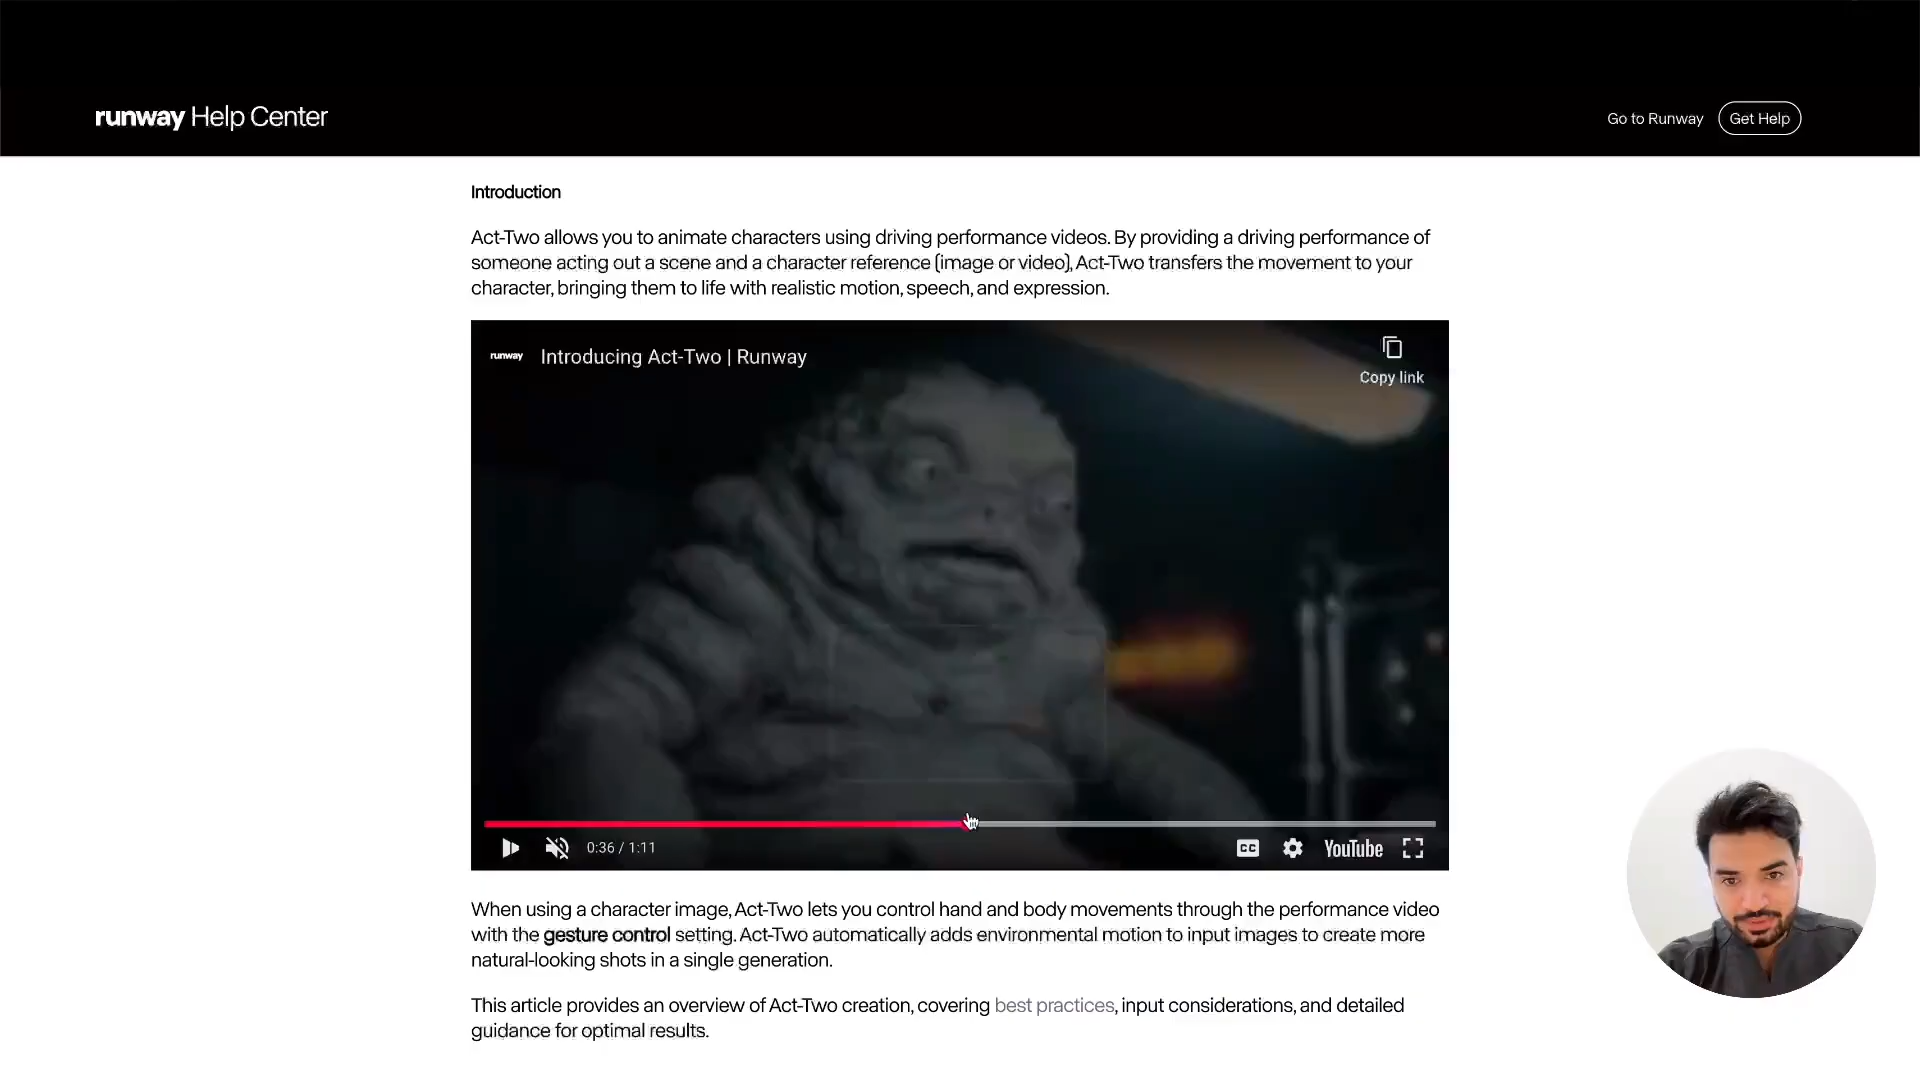 runway Help Center
Go to Runway
Get Help
Introduction
Act-Two allows you to animate characters using driving performance videos. By providing a driving performance of
someone acting out a scene and a character reference (image or video), Act-Two transfers the movement to your
character, bringing them to life with realistic motion, speech, and expression.
runway
Introducing Act-Two | Runway
Copy link
0:36 / 1:11
CC
YouTube
When using a character image, Act-Two lets you control hand and body movements through the performance video
with the gesture control setting. Act-Two automatically adds environmental motion to input images to create more
natural-looking shots in a single generation.
This article provides an overview of Act-Two creation, covering best practices, input considerations, and detailed
guidance for optimal results.